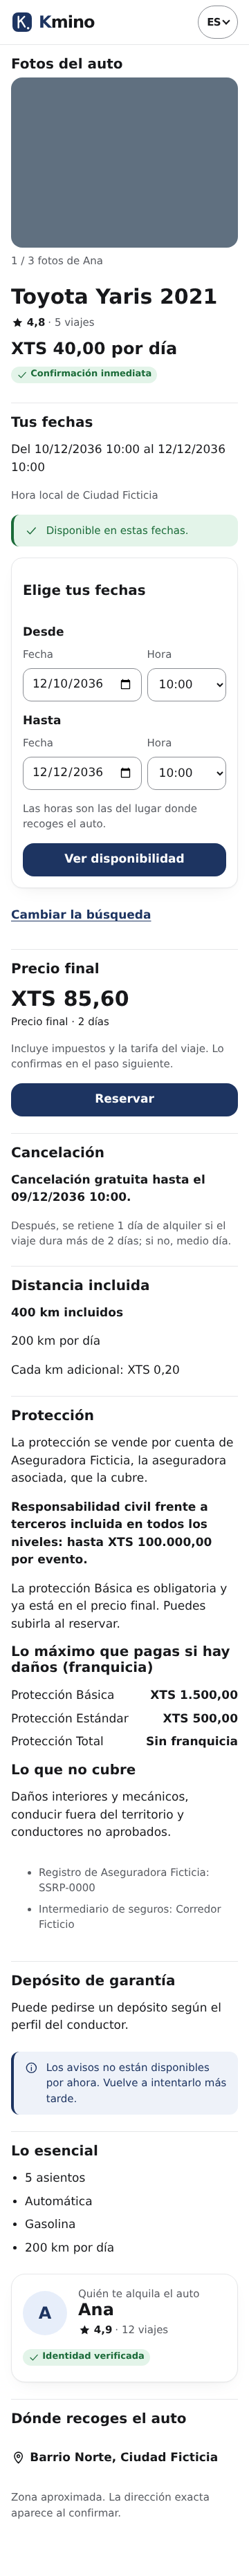 Kmino
ES
Fotos del auto
1 / 3 fotos de Ana
Toyota Yaris 2021
★ 4,8 · 5 viajes
XTS 40,00 por día
Confirmación inmediata
Tus fechas
Del 10/12/2036 10:00 al 12/12/2036
10:00
Hora local de Ciudad Ficticia
Disponible en estas fechas.
Elige tus fechas
Desde
Fecha Hora
12/10/2036 10:00
Hasta
Fecha Hora
12/12/2036 10:00
Las horas son las del lugar donde
recoges el auto.
Ver disponibilidad
Cambiar la búsqueda
Precio final
XTS 85,60
Precio final · 2 días
Incluye impuestos y la tarifa del viaje. Lo
confirmas en el paso siguiente.
Reservar
Cancelación
Cancelación gratuita hasta el
09/12/2036 10:00.
Después, se retiene 1 día de alquiler si el
viaje dura más de 2 días; si no, medio día.
Distancia incluida
400 km incluidos
200 km por día
Cada km adicional: XTS 0,20
Protección
La protección se vende por cuenta de
Aseguradora Ficticia, la aseguradora
asociada, que la cubre.
Responsabilidad civil frente a
terceros incluida en todos los
niveles: hasta XTS 100.000,00
por evento.
La protección Básica es obligatoria y
ya está en el precio final. Puedes
subirla al reservar.
Lo máximo que pagas si hay
daños (franquicia)
Protección Básica XTS 1.500,00
Protección Estándar XTS 500,00
Protección Total Sin franquicia
Lo que no cubre
Daños interiores y mecánicos,
conducir fuera del territorio y
conductores no aprobados.
• Registro de Aseguradora Ficticia:
SSRP-0000
• Intermediario de seguros: Corredor
Ficticio
Depósito de garantía
Puede pedirse un depósito según el
perfil del conductor.
Los avisos no están disponibles
por ahora. Vuelve a intentarlo más
tarde.
Lo esencial
• 5 asientos
• Automática
• Gasolina
• 200 km por día
A
Quién te alquila el auto
Ana
★ 4,9 · 12 viajes
Identidad verificada
Dónde recoges el auto
Barrio Norte, Ciudad Ficticia
Zona aproximada. La dirección exacta
aparece al confirmar.